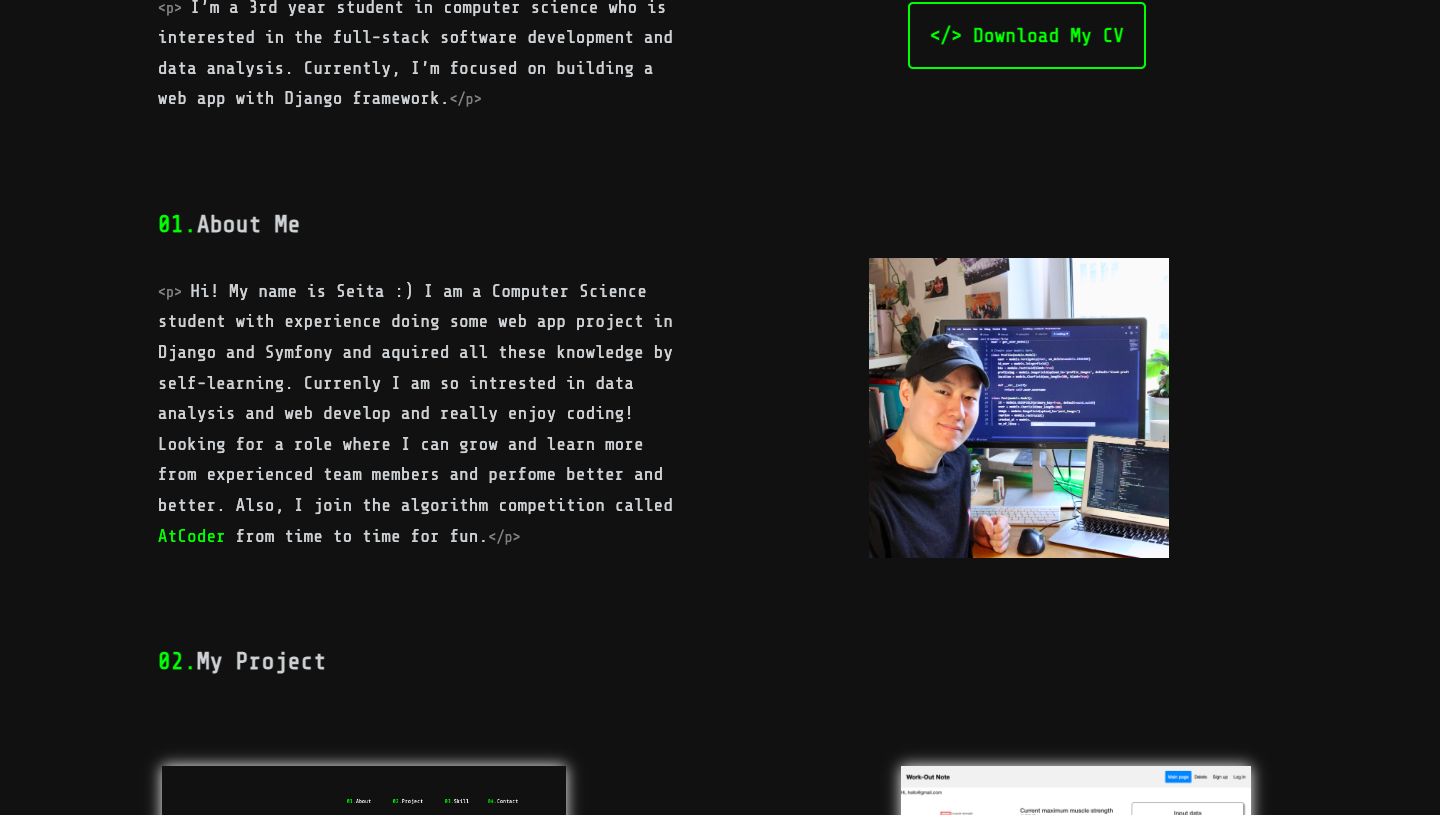 <p> I’m a 3rd year student in computer science who is
interested in the full-stack software development and
data analysis. Currently, I’m focused on building a
web app with Django framework.</p>
</> Download My CV
01.About Me
<p> Hi! My name is Seita :) I am a Computer Science
student with experience doing some web app project in
Django and Symfony and aquired all these knowledge by
self-learning. Currenly I am so intrested in data
analysis and web develop and really enjoy coding!
Looking for a role where I can grow and learn more
from experienced team members and perfome better and
better. Also, I join the algorithm competition called
AtCoder from time to time for fun.</p>
02.My Project
01.About 02.Project 03.Skill 04.Contact
Work-Out Note
Main page Delete Sign up Log in
Hi, hello@gmail.com
Current maximum muscle strength
Input data